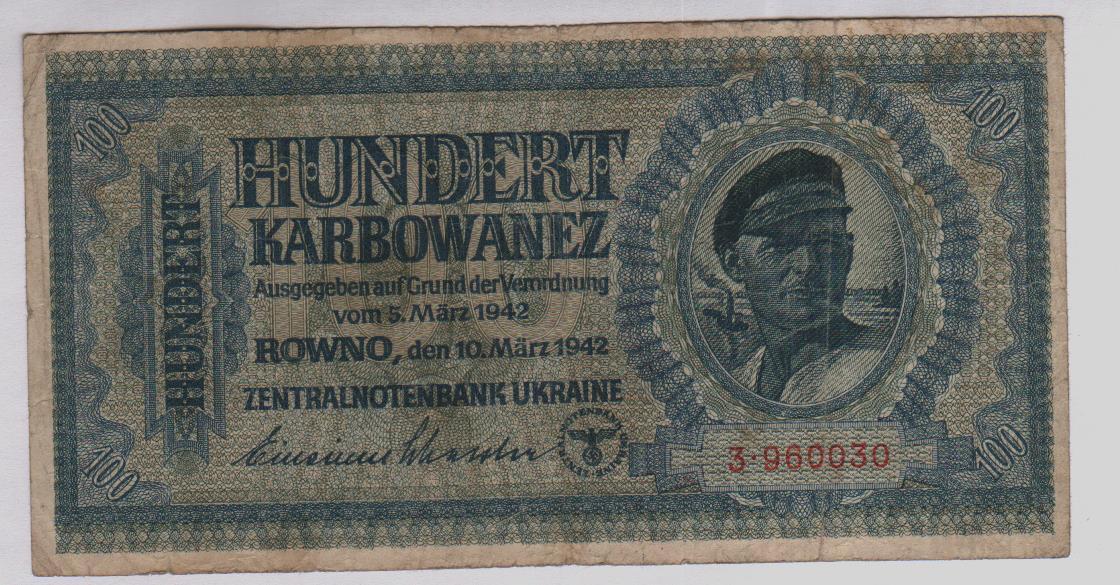 100
100
HUNDERT
HUNDERT
KARBOWANEZ
Ausgegeben auf Grund der Verordnung
vom 5. März 1942
ROWNO, den 10. März 1942
ZENTRALNOTENBANK UKRAINE
3·960030
100
100